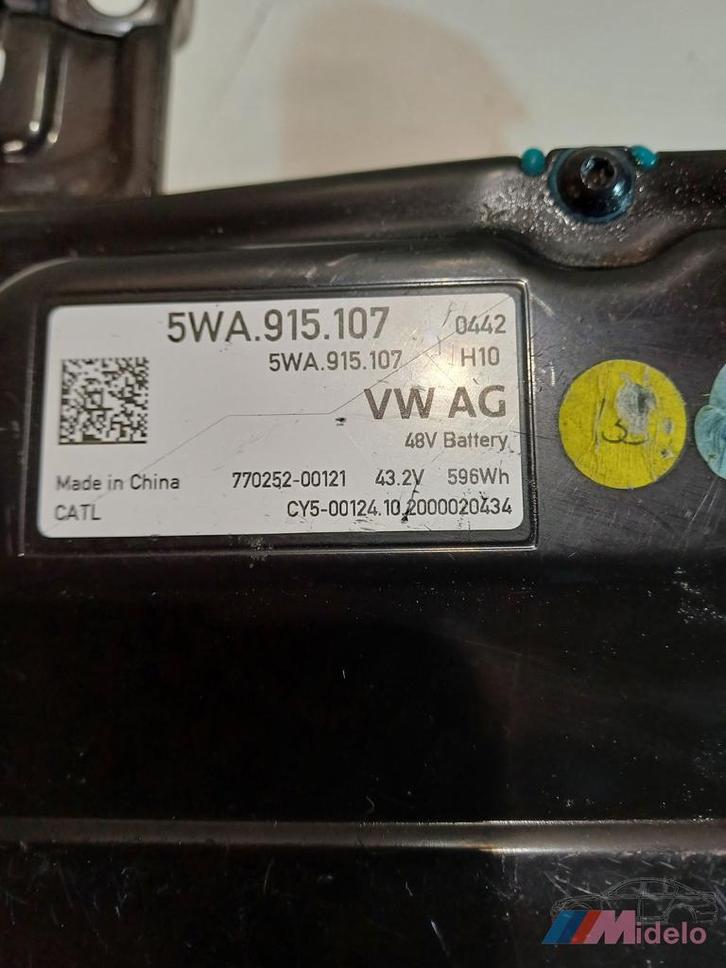 5WA.915.107 0442
5WA.915.107 H10
VW AG
48V Battery
Made in China 770252-00121 43.2V 596Wh
CATL CY5-00124.10.2000020434
Midelo